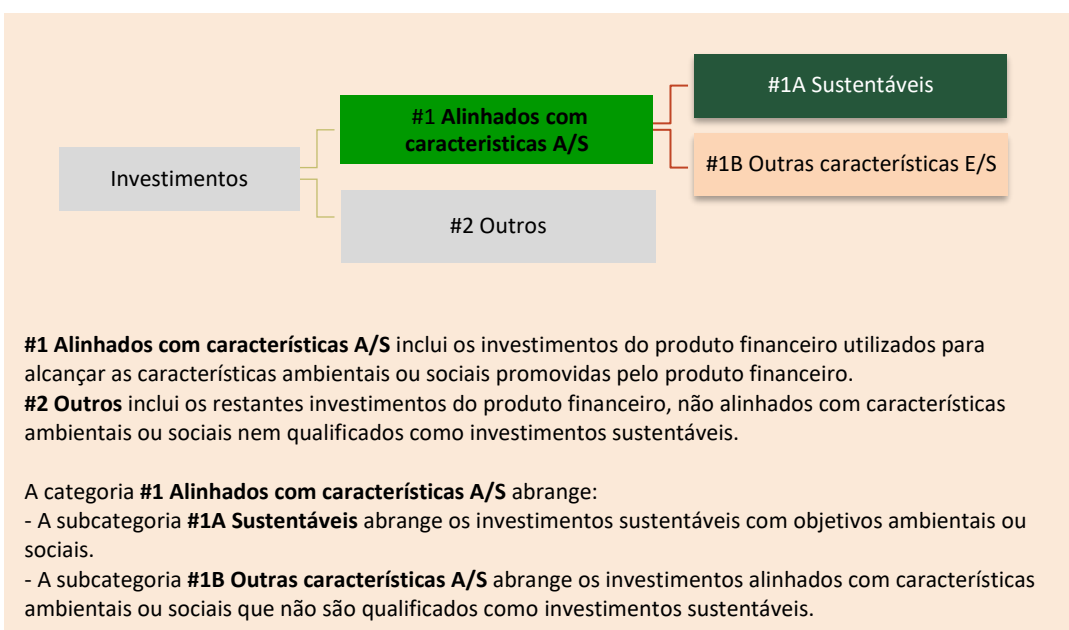 #1A Sustentáveis
#1 Alinhados com
caracteristicas A/S
#1B Outras características E/S
Investimentos
#2 Outros
#1 Alinhados com características A/S inclui os investimentos do produto financeiro utilizados para
alcançar as características ambientais ou sociais promovidas pelo produto financeiro.
#2 Outros inclui os restantes investimentos do produto financeiro, não alinhados com características
ambientais ou sociais nem qualificados como investimentos sustentáveis.
A categoria #1 Alinhados com características A/S abrange:
- A subcategoria #1A Sustentáveis abrange os investimentos sustentáveis com objetivos ambientais ou
sociais.
- A subcategoria #1B Outras características A/S abrange os investimentos alinhados com características
ambientais ou sociais que não são qualificados como investimentos sustentáveis.